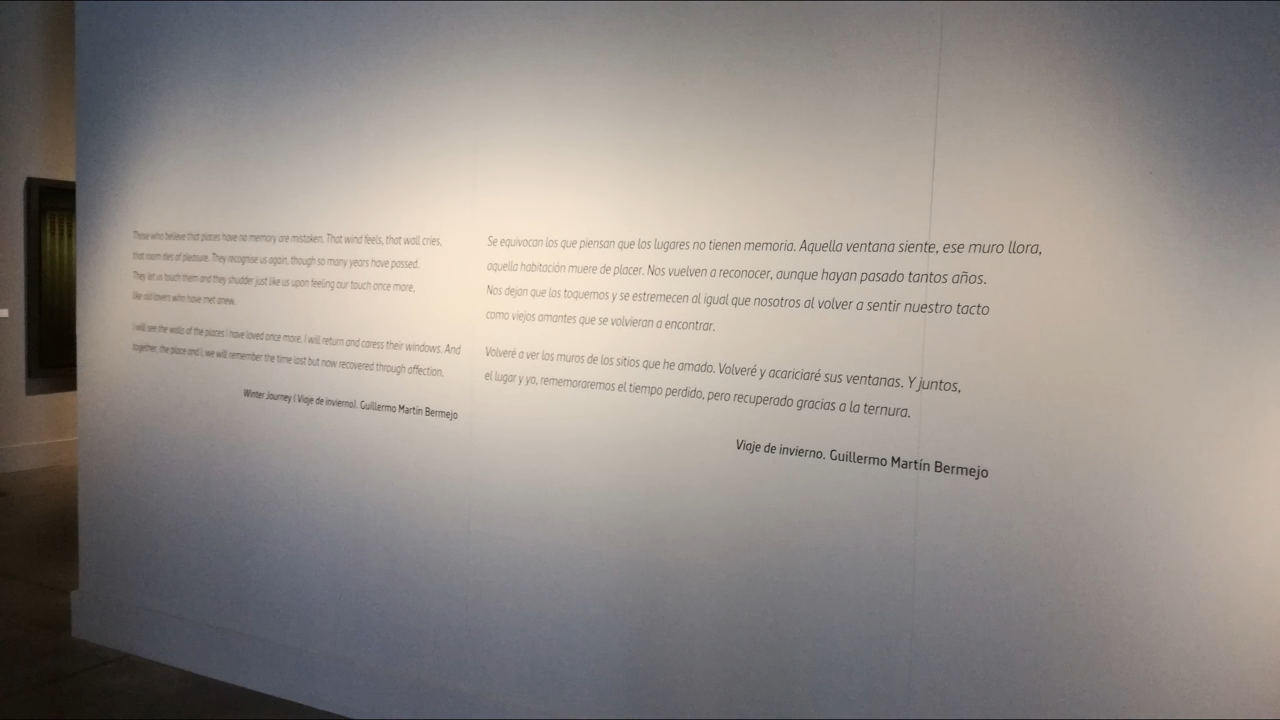 Those who believe that places have no memory are mistaken. That wind feels, that wall cries,
that room dies of pleasure. They recognise us again, though so many years have passed.
They let us touch them and they shudder just like us upon feeling our touch once more,
like old lovers who have met anew.
I will see the walls of the places I have loved once more. I will return and caress their windows. And
together, the place and I, we will remember the time lost but now recovered through affection.
Winter Journey ( Viaje de invierno). Guillermo Martín Bermejo
Se equivocan los que piensan que los lugares no tienen memoria. Aquella ventana siente, ese muro llora,
aquella habitación muere de placer. Nos vuelven a reconocer, aunque hayan pasado tantos años.
Nos dejan que los toquemos y se estremecen al igual que nosotros al volver a sentir nuestro tacto
como viejos amantes que se volvieran a encontrar.
Volveré a ver los muros de los sitios que he amado. Volveré y acariciaré sus ventanas. Y juntos,
el lugar y yo, rememoraremos el tiempo perdido, pero recuperado gracias a la ternura.
Viaje de invierno. Guillermo Martín Bermejo